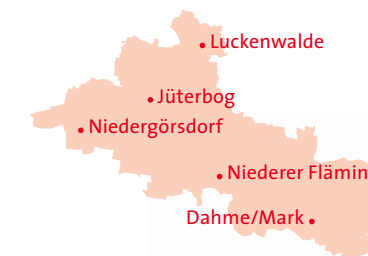 Luckenwalde
Jüterbog
Niedergörsdorf
Niederer Flämin
Dahme/Mark